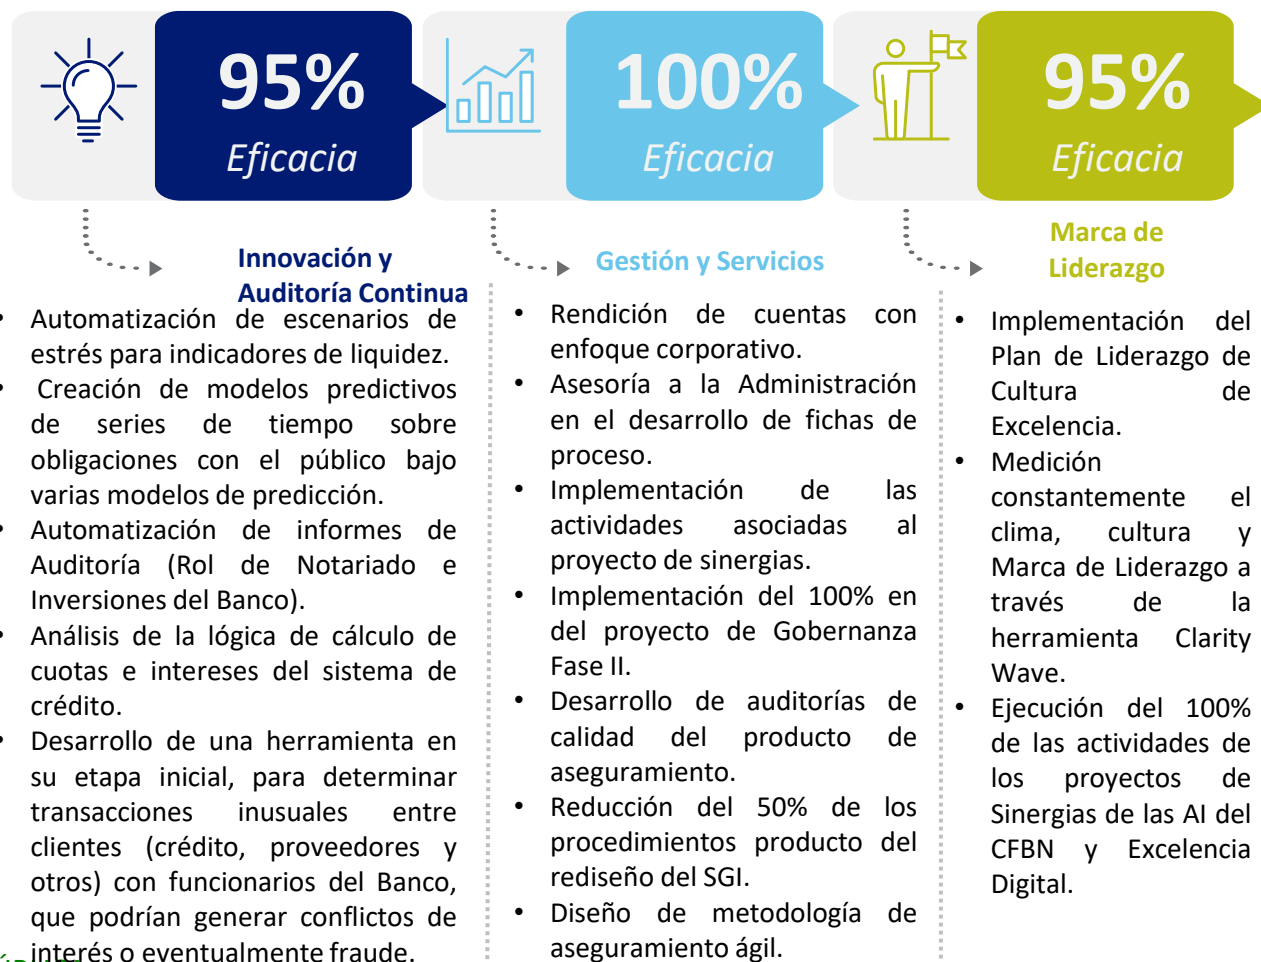 95%
Eficacia
100%
Eficacia
95%
Eficacia
Innovación y
Auditoría Continua
• Automatización de escenarios de
estrés para indicadores de liquidez.
• Creación de modelos predictivos
de series de tiempo sobre
obligaciones con el público bajo
varias modelos de predicción.
• Automatización de informes de
Auditoría (Rol de Notariado e
Inversiones del Banco).
• Análisis de la lógica de cálculo de
cuotas e intereses del sistema de
crédito.
• Desarrollo de una herramienta en
su etapa inicial, para determinar
transacciones inusuales entre
clientes (crédito, proveedores y
otros) con funcionarios del Banco,
que podrían generar conflictos de
interés o eventualmente fraude.
Gestión y Servicios
• Rendición de cuentas con
enfoque corporativo.
• Asesoría a la Administración
en el desarrollo de fichas de
proceso.
• Implementación de las
actividades asociadas al
proyecto de sinergias.
• Implementación del 100% en
del proyecto de Gobernanza
Fase II.
• Desarrollo de auditorías de
calidad del producto de
aseguramiento.
• Reducción del 50% de los
procedimientos producto del
rediseño del SGI.
• Diseño de metodología de
aseguramiento ágil.
Marca de
Liderazgo
• Implementación del
Plan de Liderazgo de
Cultura de
Excelencia.
• Medición
constantemente el
clima, cultura y
Marca de Liderazgo a
través de la
herramienta Clarity
Wave.
• Ejecución del 100%
de las actividades de
los proyectos de
Sinergias de las AI del
CFBN y Excelencia
Digital.